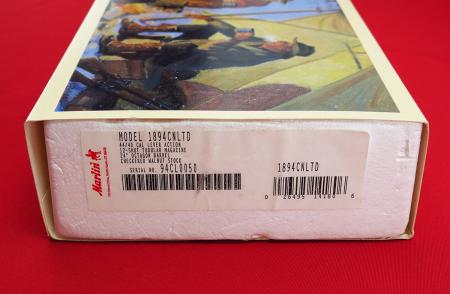 MODEL 1894CNLTD
44/40 CAL LEVER ACTION
12-SHOT TUBULAR MAGAZINE
24" OCTAGON BARREL
CHECKERED WALNUT STOCK
SERIAL NO. 94CL0050
Marlin
1894CNLTD
0 26495 14180 6